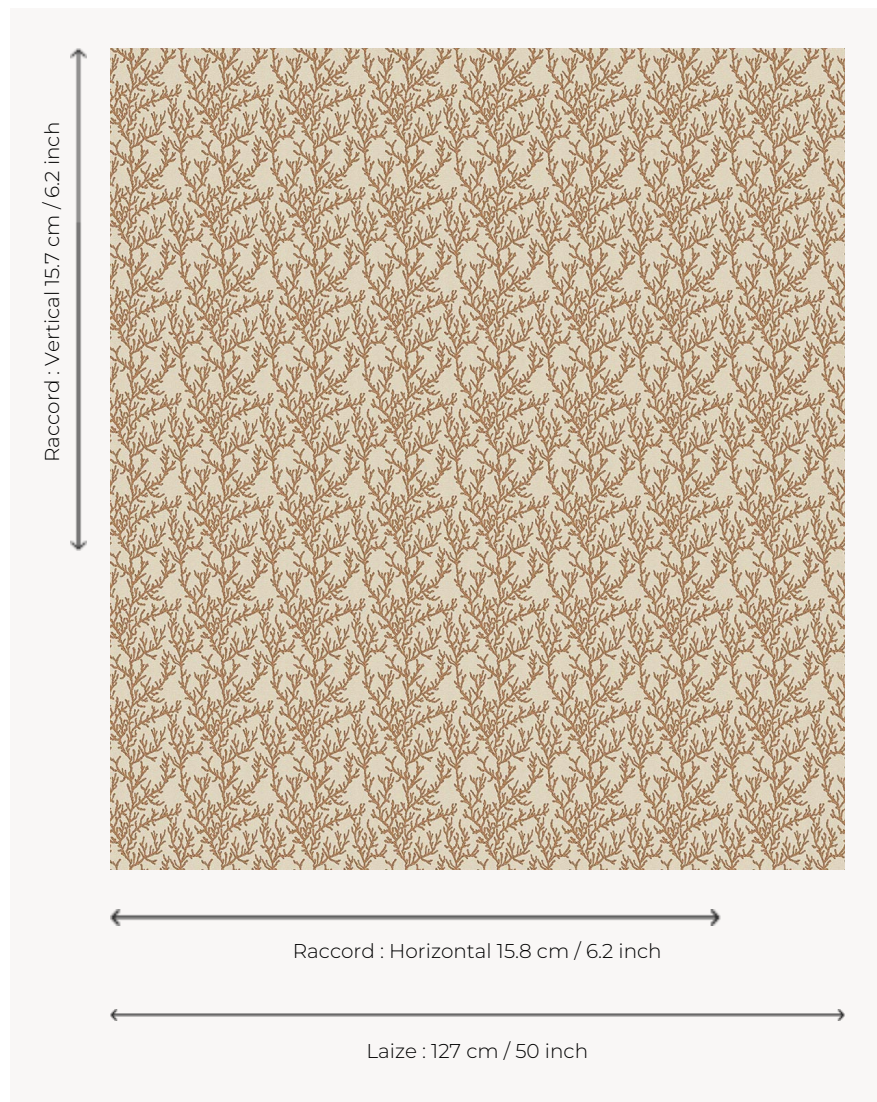 Raccord : Vertical 15.7 cm / 6.2 inch
Raccord : Horizontal 15.8 cm / 6.2 inch
Laize : 127 cm / 50 inch